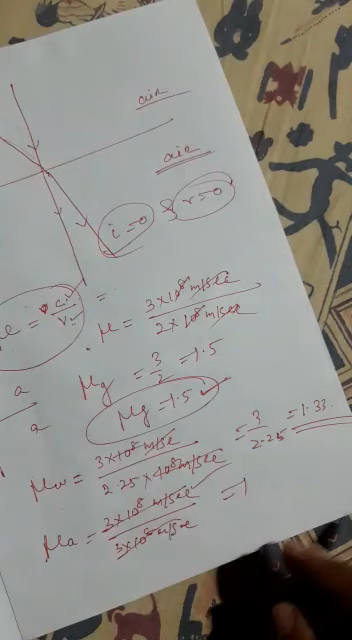 air
air
i=0 & r=0
μ = c/v =
μ = 3×10⁸ m/sec / 2×10⁸ m/sec
μg = 3/2 = 1.5
a
μg = 1.5
a
μw = 3×10⁸ m/se / 2.25×10⁸ m/sec = 3/2.25 = 1.33
μa = 3×10⁸ m/sec / 3×10⁸ m/sec = 1